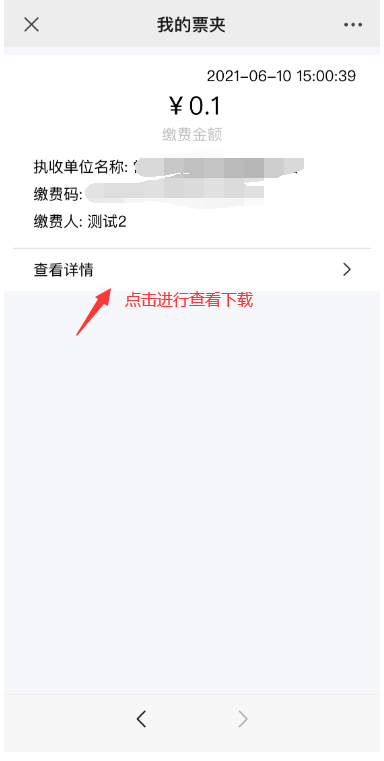 我的票夹
2021-06-10 15:00:39
¥0.1
缴费金额
执收单位名称:
缴费码:
缴费人: 测试2
查看详情
点击进行查看下载